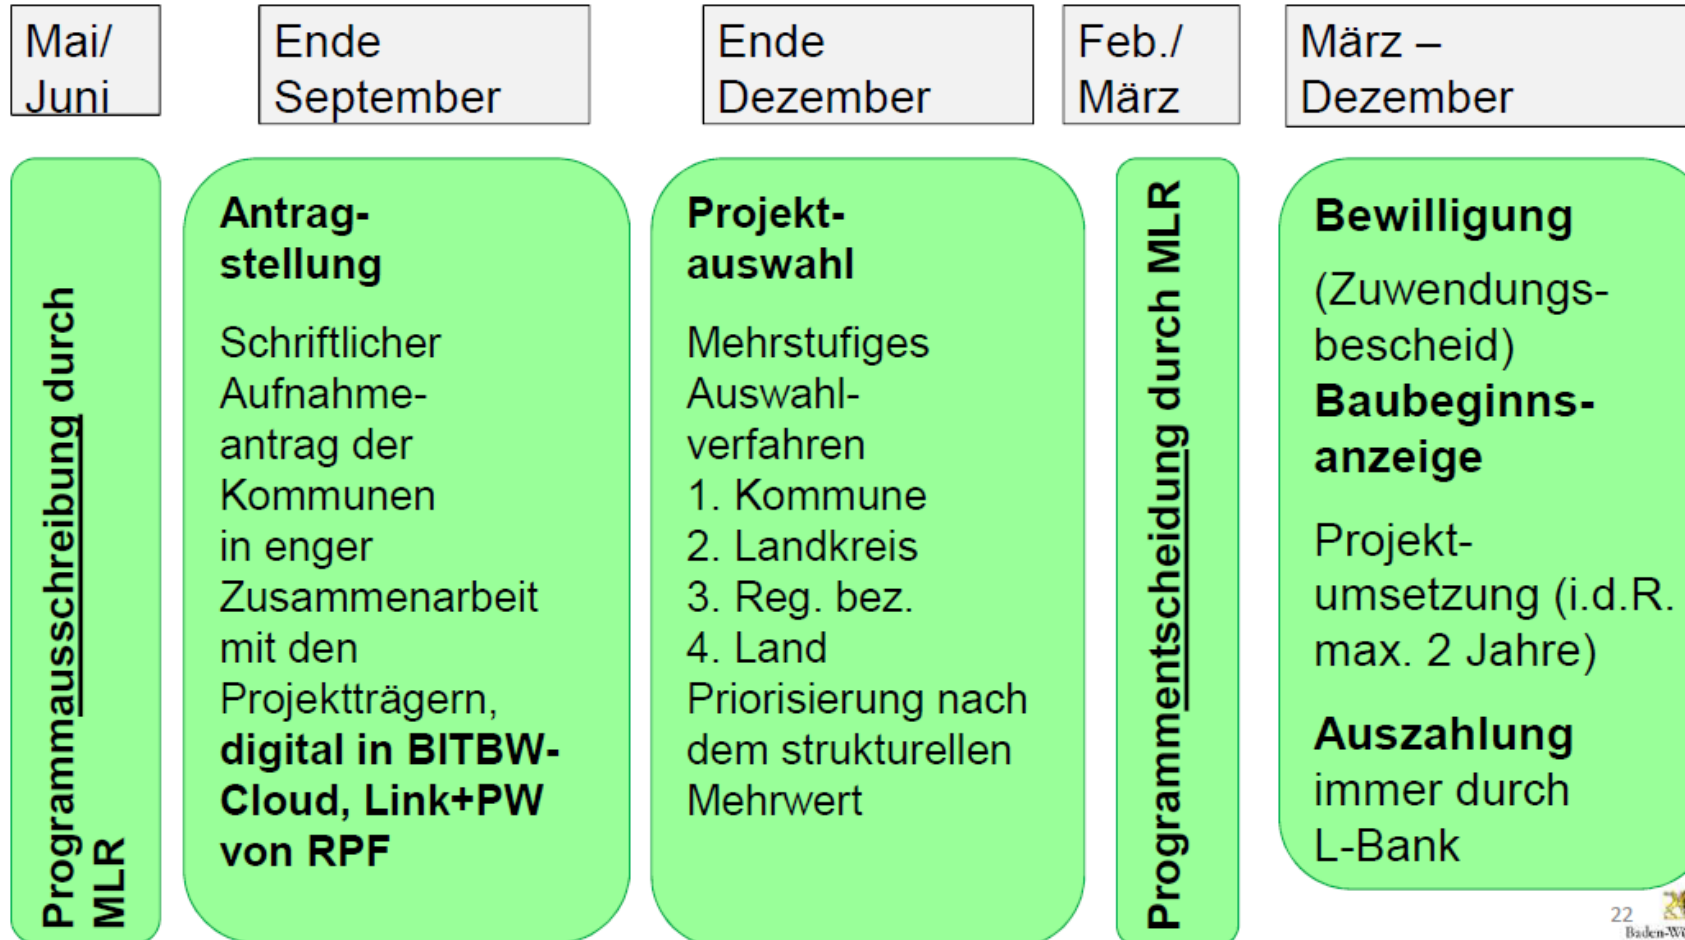 Mai/
Juni
Ende
September
Ende
Dezember
Feb./
März
März –
Dezember
Programmausschreibung durch
MLR
Antrag-
stellung
Schriftlicher
Aufnahme-
antrag der
Kommunen
in enger
Zusammenarbeit
mit den
Projektträgern,
digital in BITBW-
Cloud, Link+PW
von RPF
Projekt-
auswahl
Mehrstufiges
Auswahl-
verfahren
1. Kommune
2. Landkreis
3. Reg. bez.
4. Land
Priorisierung nach
dem strukturellen
Mehrwert
Programmentscheidung durch MLR
Bewilligung
(Zuwendungs-
bescheid)
Baubeginns-
anzeige
Projekt-
umsetzung (i.d.R.
max. 2 Jahre)
Auszahlung
immer durch
L-Bank
22